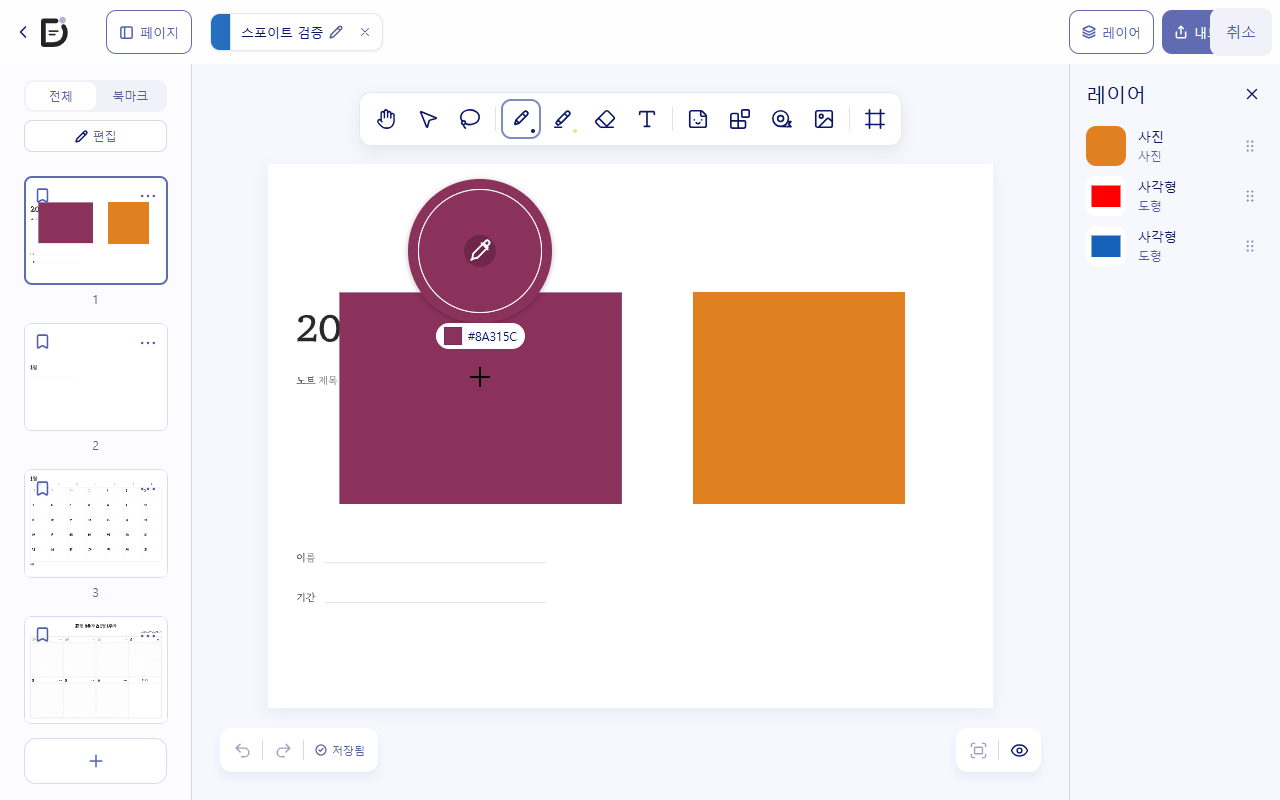 페이지
스포이트 검증
레이어
내
취소
전체
북마크
편집
1
2
3
레이어
사진
사진
사각형
도형
사각형
도형
T
20
노트 제목
#8A315C
이름
기간
저장됨